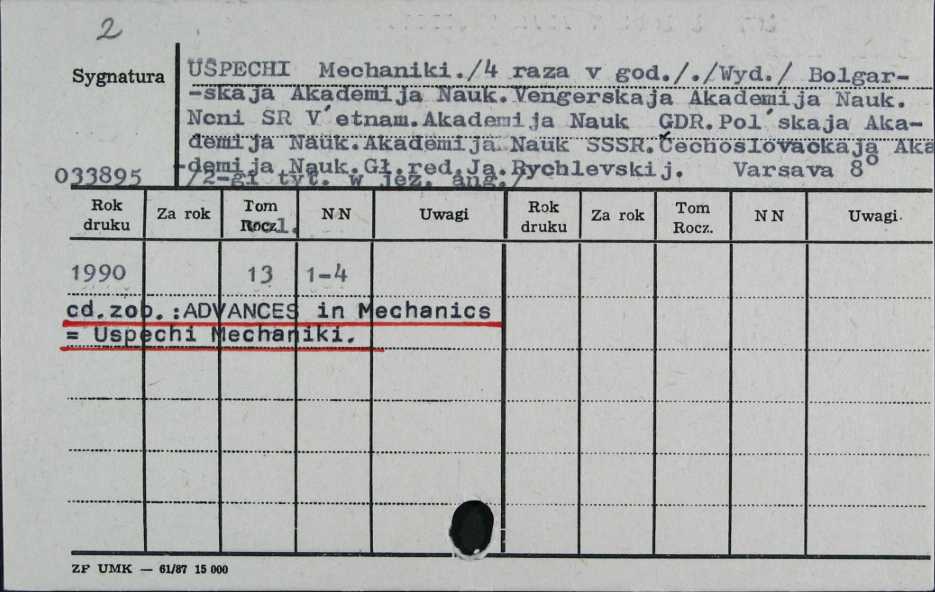 2
Sygnatura
USPECHI Mechaniki./4 raza v god././Wyd./ Bolgar-
-skaja Akademija Nauk.Vengerskaja Akademija Nauk.
Ncni SR V'etnam.Akademija Nauk GDR.Pol'skaja Aka-
demija Nauk.Akademija Nauk SSSR.Čechoslovackaja Aka
-demija Nauk.Gł.red.Ja.Rychlevskij. Varsava 8°
033895 /2-gi tyt. w jęz. ang./
Rok druku Za rok Tom Rocz. 1. NN Uwagi Rok druku Za rok Tom Rocz. NN Uwagi
1990 13 1-4
cd.zob.:ADVANCES in Mechanics
= Uspechi Mechaniki.
ZP UMK — 61/87 15 000